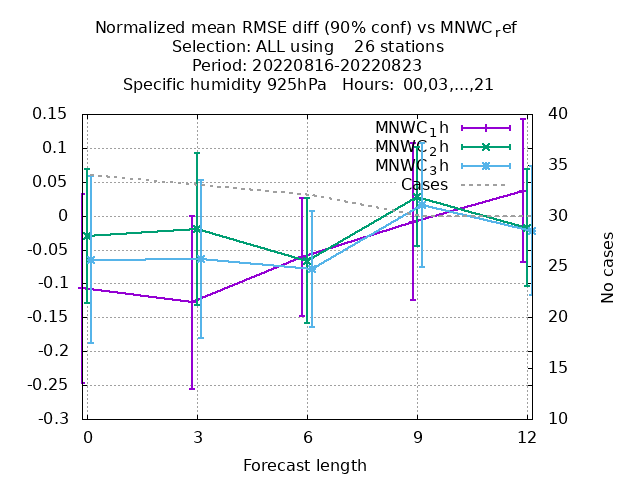 Normalized mean RMSE diff (90% conf) vs MNWC_ref
Selection: ALL using 26 stations
Period: 20220816-20220823
Specific humidity 925hPa Hours: 00,03,...,21
MNWC_1h
MNWC_2h
MNWC_3h
Cases
0.15
0.1
0.05
0
-0.05
-0.1
-0.15
-0.2
-0.25
-0.3
40
35
30
25
20
15
10
No cases
0 3 6 9 12
Forecast length